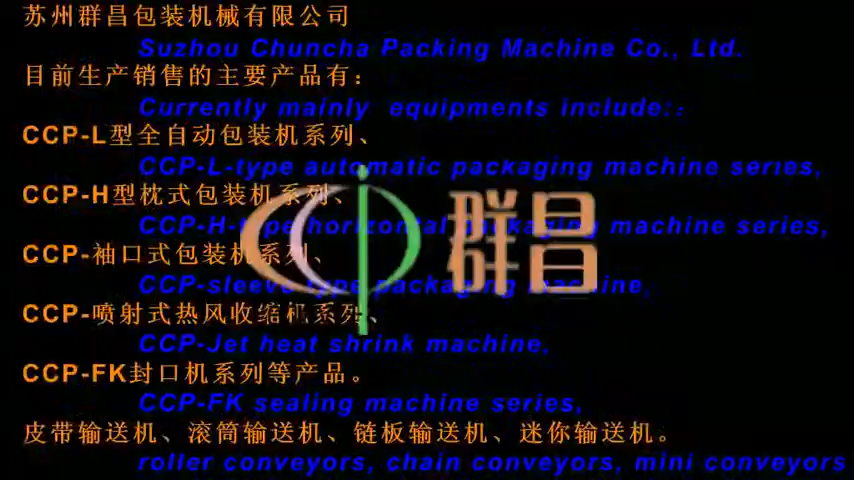 苏州群昌包装机械有限公司
Suzhou Chuncha Packing Machine Co., Ltd.
目前生产销售的主要产品有：
Currently mainly equipments include:：
CCP-L型全自动包装机系列、
CCP-L-type automatic packaging machine series,
CCP-H型枕式包装机系列、
CCP-H-type horizontal packaging machine series,
群昌
CCP-袖口式包装机系列、
CCP-sleeve type packaging machine,
CCP-喷射式热风收缩机系列、
CCP-Jet heat shrink machine,
CCP-FK封口机系列等产品。
CCP-FK sealing machine series,
皮带输送机、滚筒输送机、链板输送机、迷你输送机。
roller conveyors, chain conveyors, mini conveyors